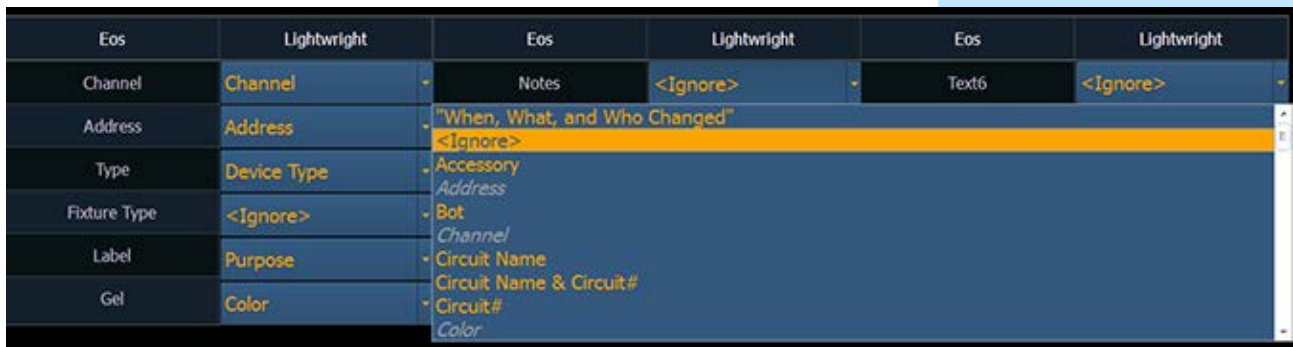 Eos Lightwright Eos Lightwright Eos Lightwright
Channel Channel Notes <Ignore> Text6 <Ignore>
Address Address
Type Device Type
Fixture Type <Ignore>
Label Purpose
Gel Color
"When, What, and Who Changed"
<Ignore>
Accessory
Address
Bot
Channel
Circuit Name
Circuit Name & Circuit#
Circuit#
Color